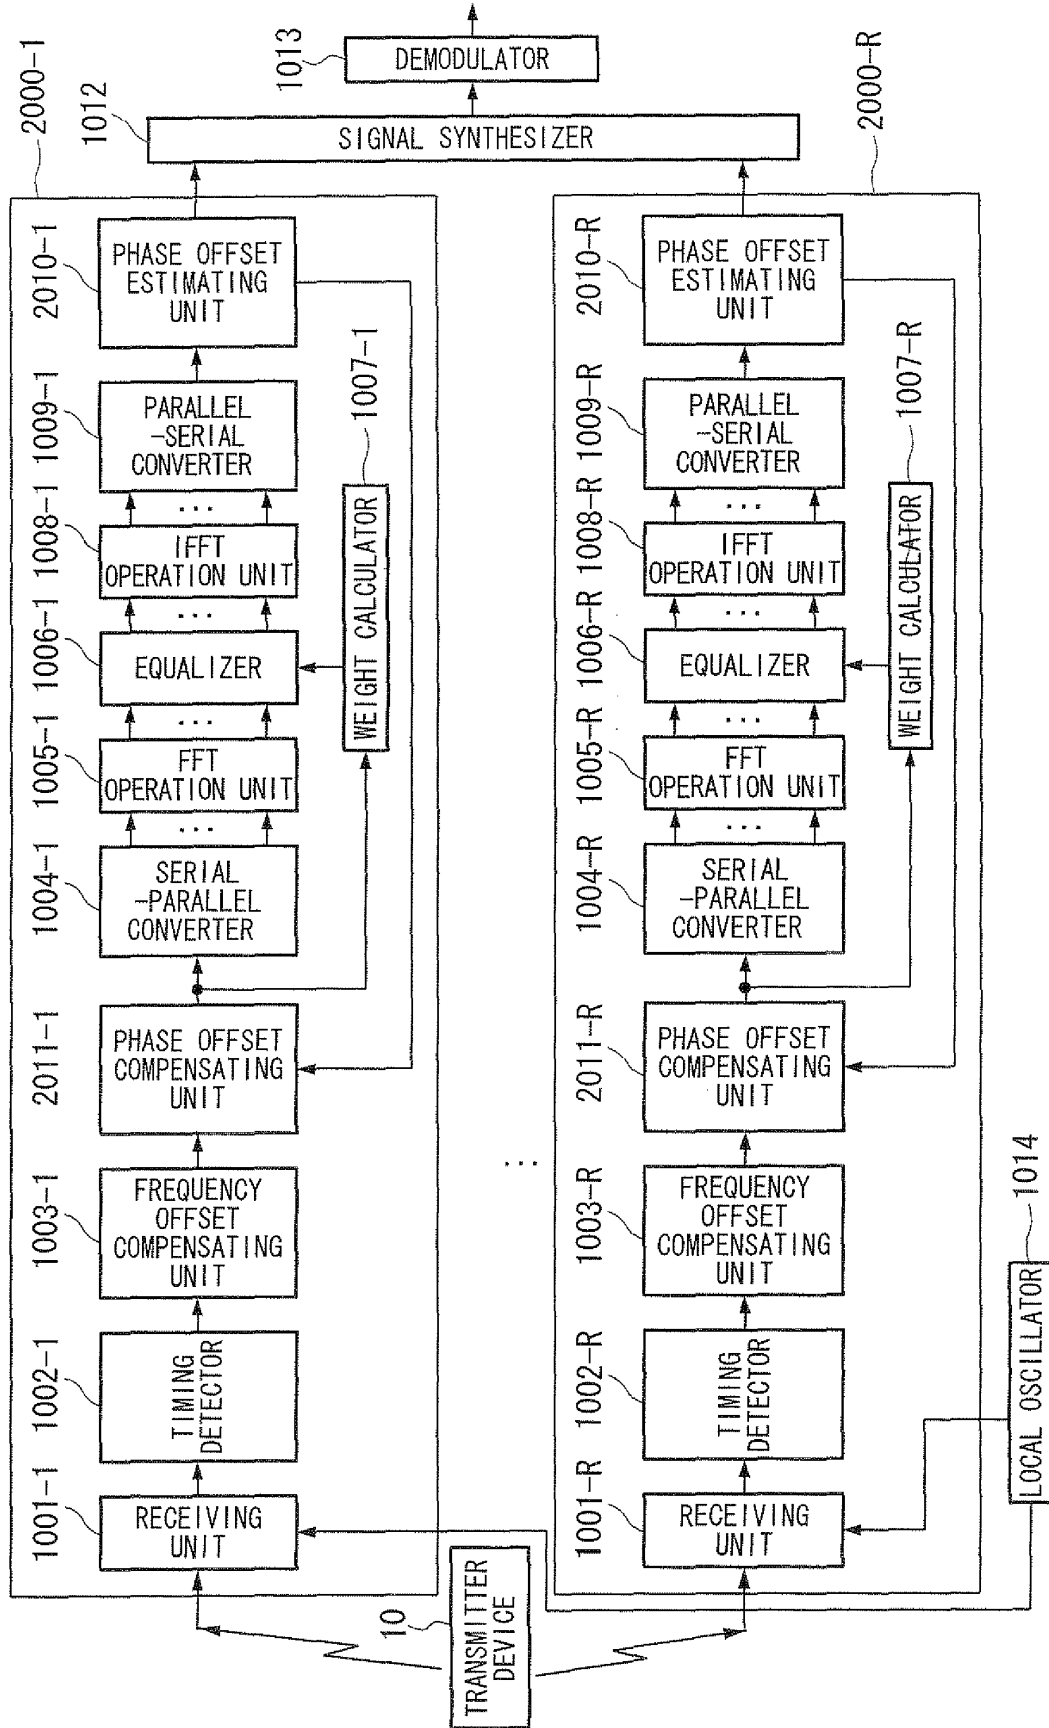 2000-1
1001-1
RECEIVING
UNIT
1002-1
TIMING
DETECTOR
1003-1
FREQUENCY
OFFSET
COMPENSATING
UNIT
2011-1
PHASE OFFSET
COMPENSATING
UNIT
1004-1
SERIAL
-PARALLEL
CONVERTER
...
1005-1
FFT
OPERATION UNIT
...
1006-1
EQUALIZER
...
1008-1
IFFT
OPERATION UNIT
...
1009-1
PARALLEL
-SERIAL
CONVERTER
2010-1
PHASE OFFSET
ESTIMATING
UNIT
WEIGHT CALCULATOR
1007-1
1012
SIGNAL SYNTHESIZER
1013
DEMODULATOR
10
TRANSMITTER
DEVICE
...
2000-R
1001-R
RECEIVING
UNIT
1002-R
TIMING
DETECTOR
1003-R
FREQUENCY
OFFSET
COMPENSATING
UNIT
2011-R
PHASE OFFSET
COMPENSATING
UNIT
1004-R
SERIAL
-PARALLEL
CONVERTER
...
1005-R
FFT
OPERATION UNIT
...
1006-R
EQUALIZER
...
1008-R
IFFT
OPERATION UNIT
...
1009-R
PARALLEL
-SERIAL
CONVERTER
2010-R
PHASE OFFSET
ESTIMATING
UNIT
WEIGHT CALCULATOR
1007-R
LOCAL OSCILLATOR
1014